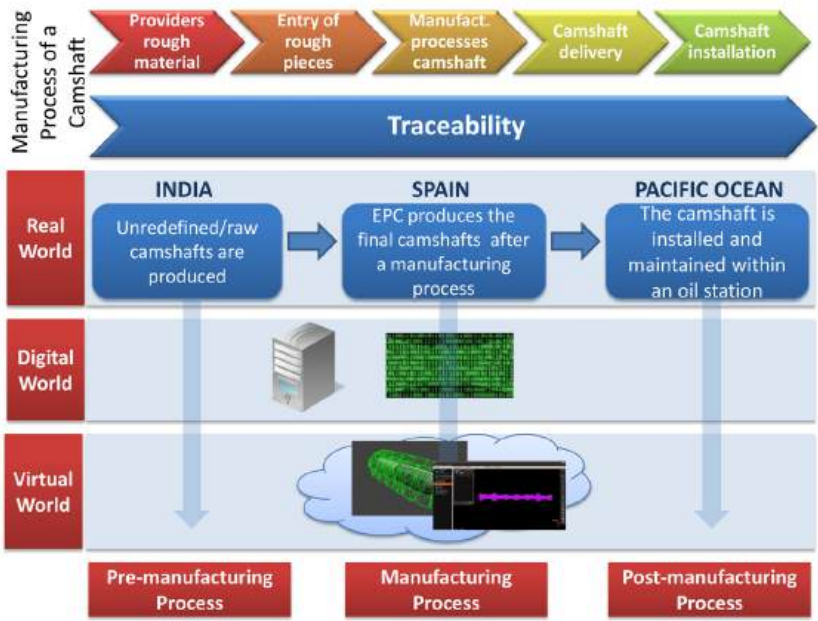 Manufacturing
Process of a
Camshaft
Providers
rough
material
Entry of
rough
pieces
Manufact.
processes
camshaft
Camshaft
delivery
Camshaft
installation
Traceability
Real
World
INDIA
Unredefined/raw
camshafts are
produced
SPAIN
EPC produces the
final camshafts after
a manufacturing
process
PACIFIC OCEAN
The camshaft is
installed and
maintained within
an oil station
Digital
World
Virtual
World
Pre-manufacturing
Process
Manufacturing
Process
Post-manufacturing
Process